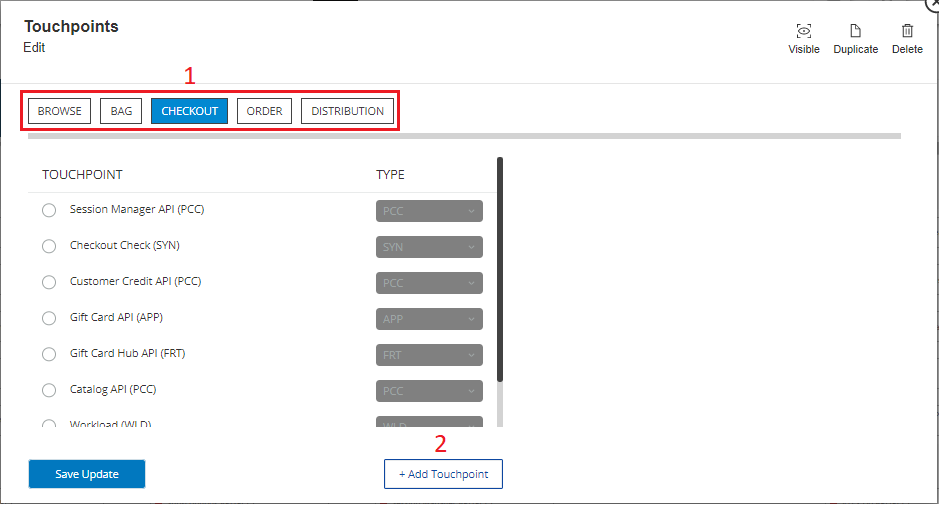 Touchpoints
Edit
Visible Duplicate Delete
1
BROWSE BAG CHECKOUT ORDER DISTRIBUTION
TOUCHPOINT TYPE
Session Manager API (PCC) PCC
Checkout Check (SYN) SYN
Customer Credit API (PCC) PCC
Gift Card API (APP) APP
Gift Card Hub API (FRT) FRT
Catalog API (PCC) PCC
Workload (WLD) WLD
2
Save Update + Add Touchpoint